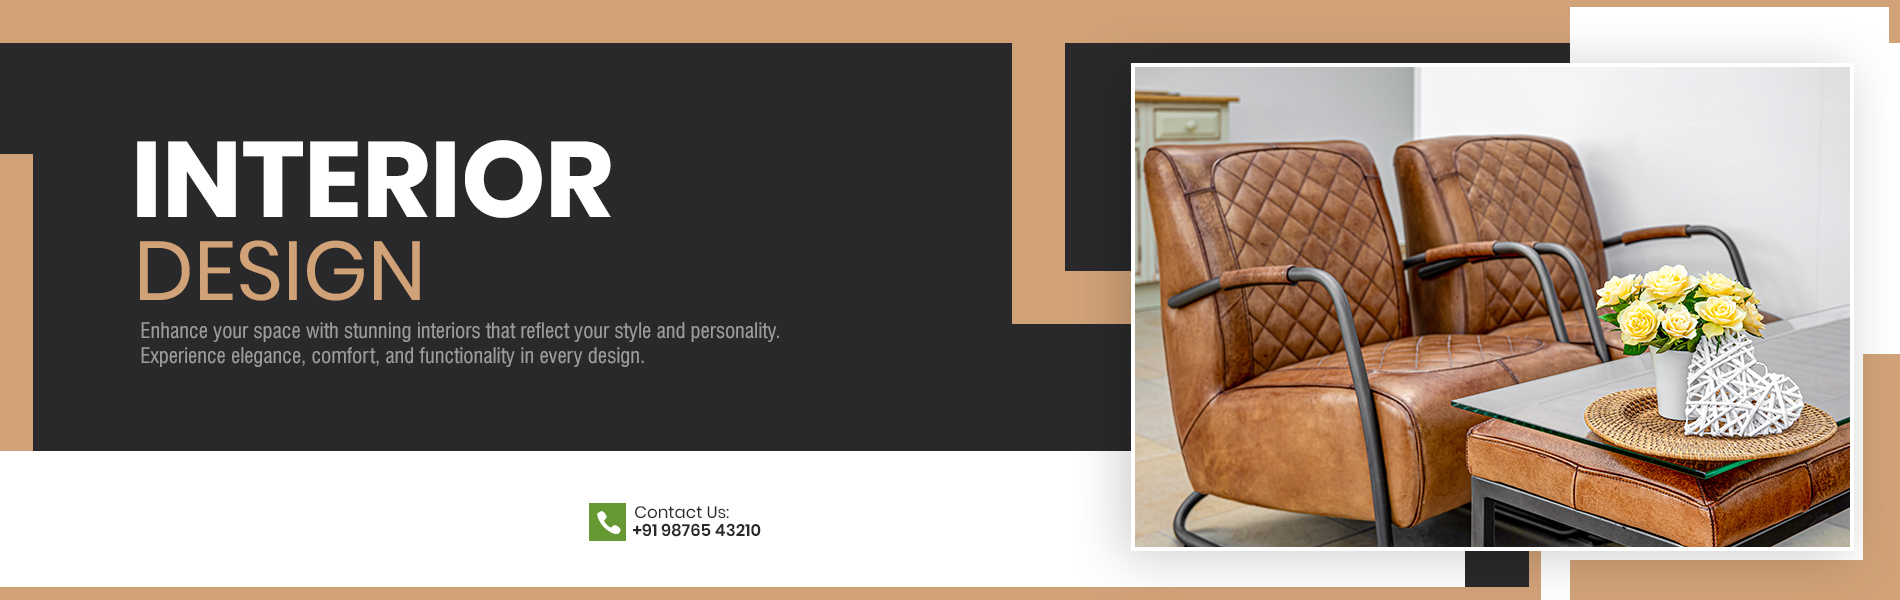 INTERIOR
DESIGN
Enhance your space with stunning interiors that reflect your style and personality.
Experience elegance, comfort, and functionality in every design.
Contact Us:
+91 98765 43210